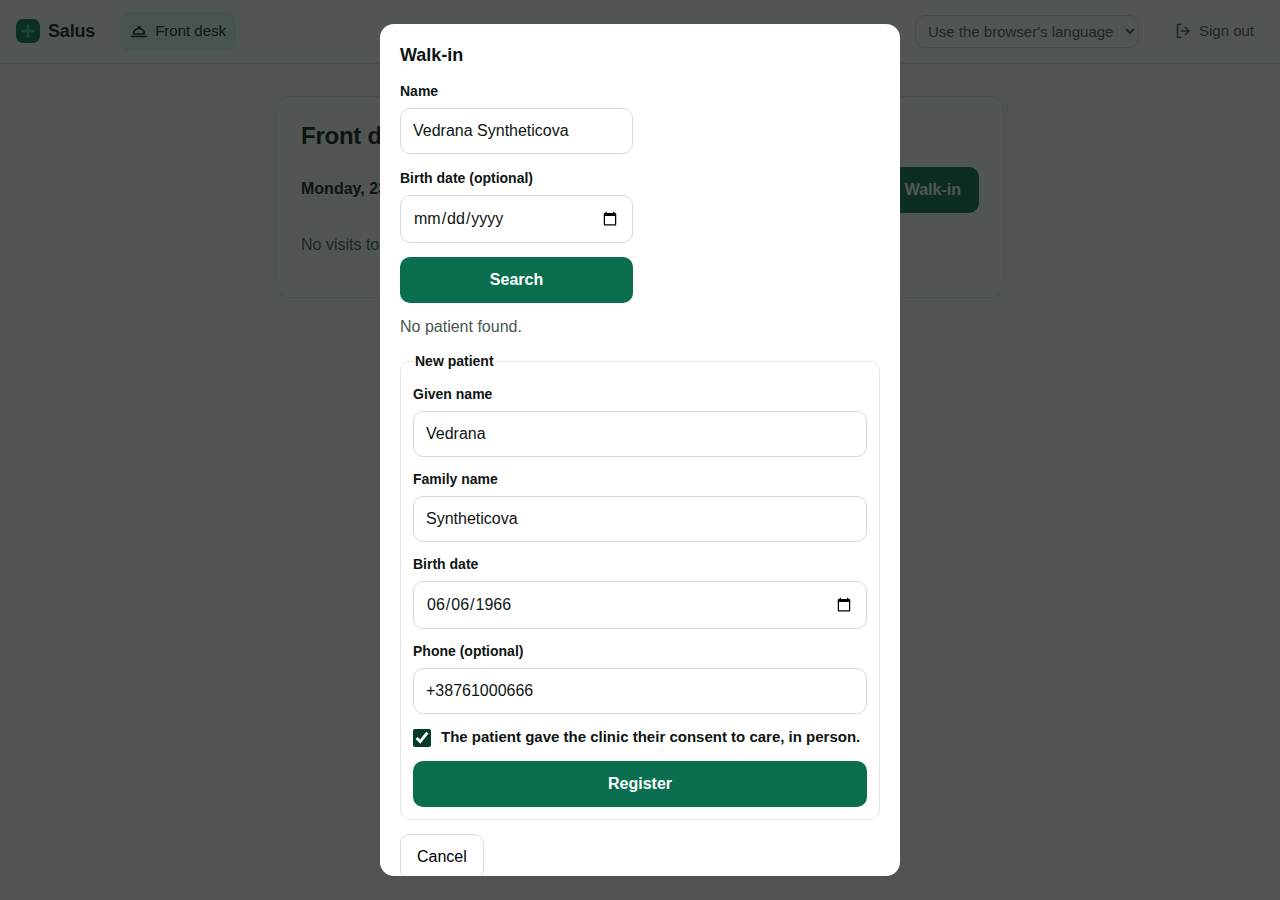 Salus
Front desk
Use the browser's language
Sign out
Front d
Monday, 23
Walk-in
No visits to
Walk-in
Name
Vedrana Syntheticova
Birth date (optional)
mm/dd/yyyy
Search
No patient found.
New patient
Given name
Vedrana
Family name
Syntheticova
Birth date
06/06/1966
Phone (optional)
+38761000666
The patient gave the clinic their consent to care, in person.
Register
Cancel